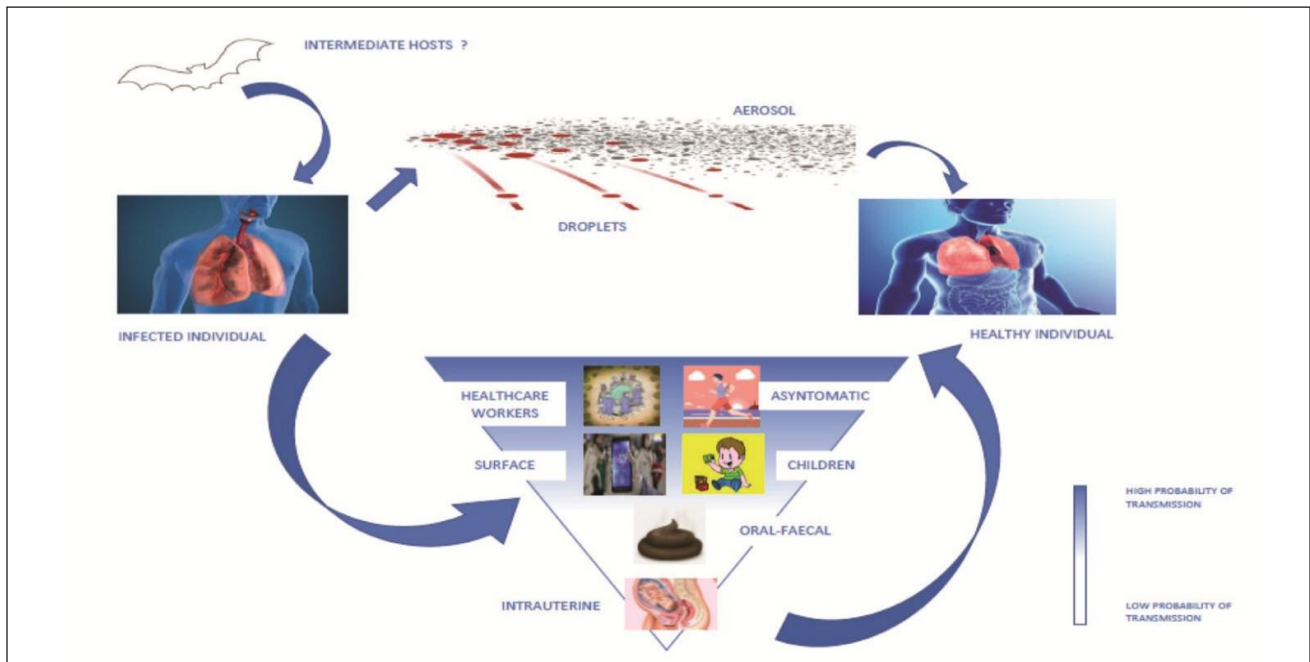 INTERMEDIATE HOSTS ?
AEROSOL
DROPLETS
INFECTED INDIVIDUAL
HEALTHY INDIVIDUAL
HEALTHCARE
WORKERS
ASYNTOMATIC
SURFACE
CHILDREN
ORAL-FAECAL
INTRAUTERINE
HIGH PROBABILITY OF
TRANSMISSION
LOW PROBABILITY OF
TRANSMISSION